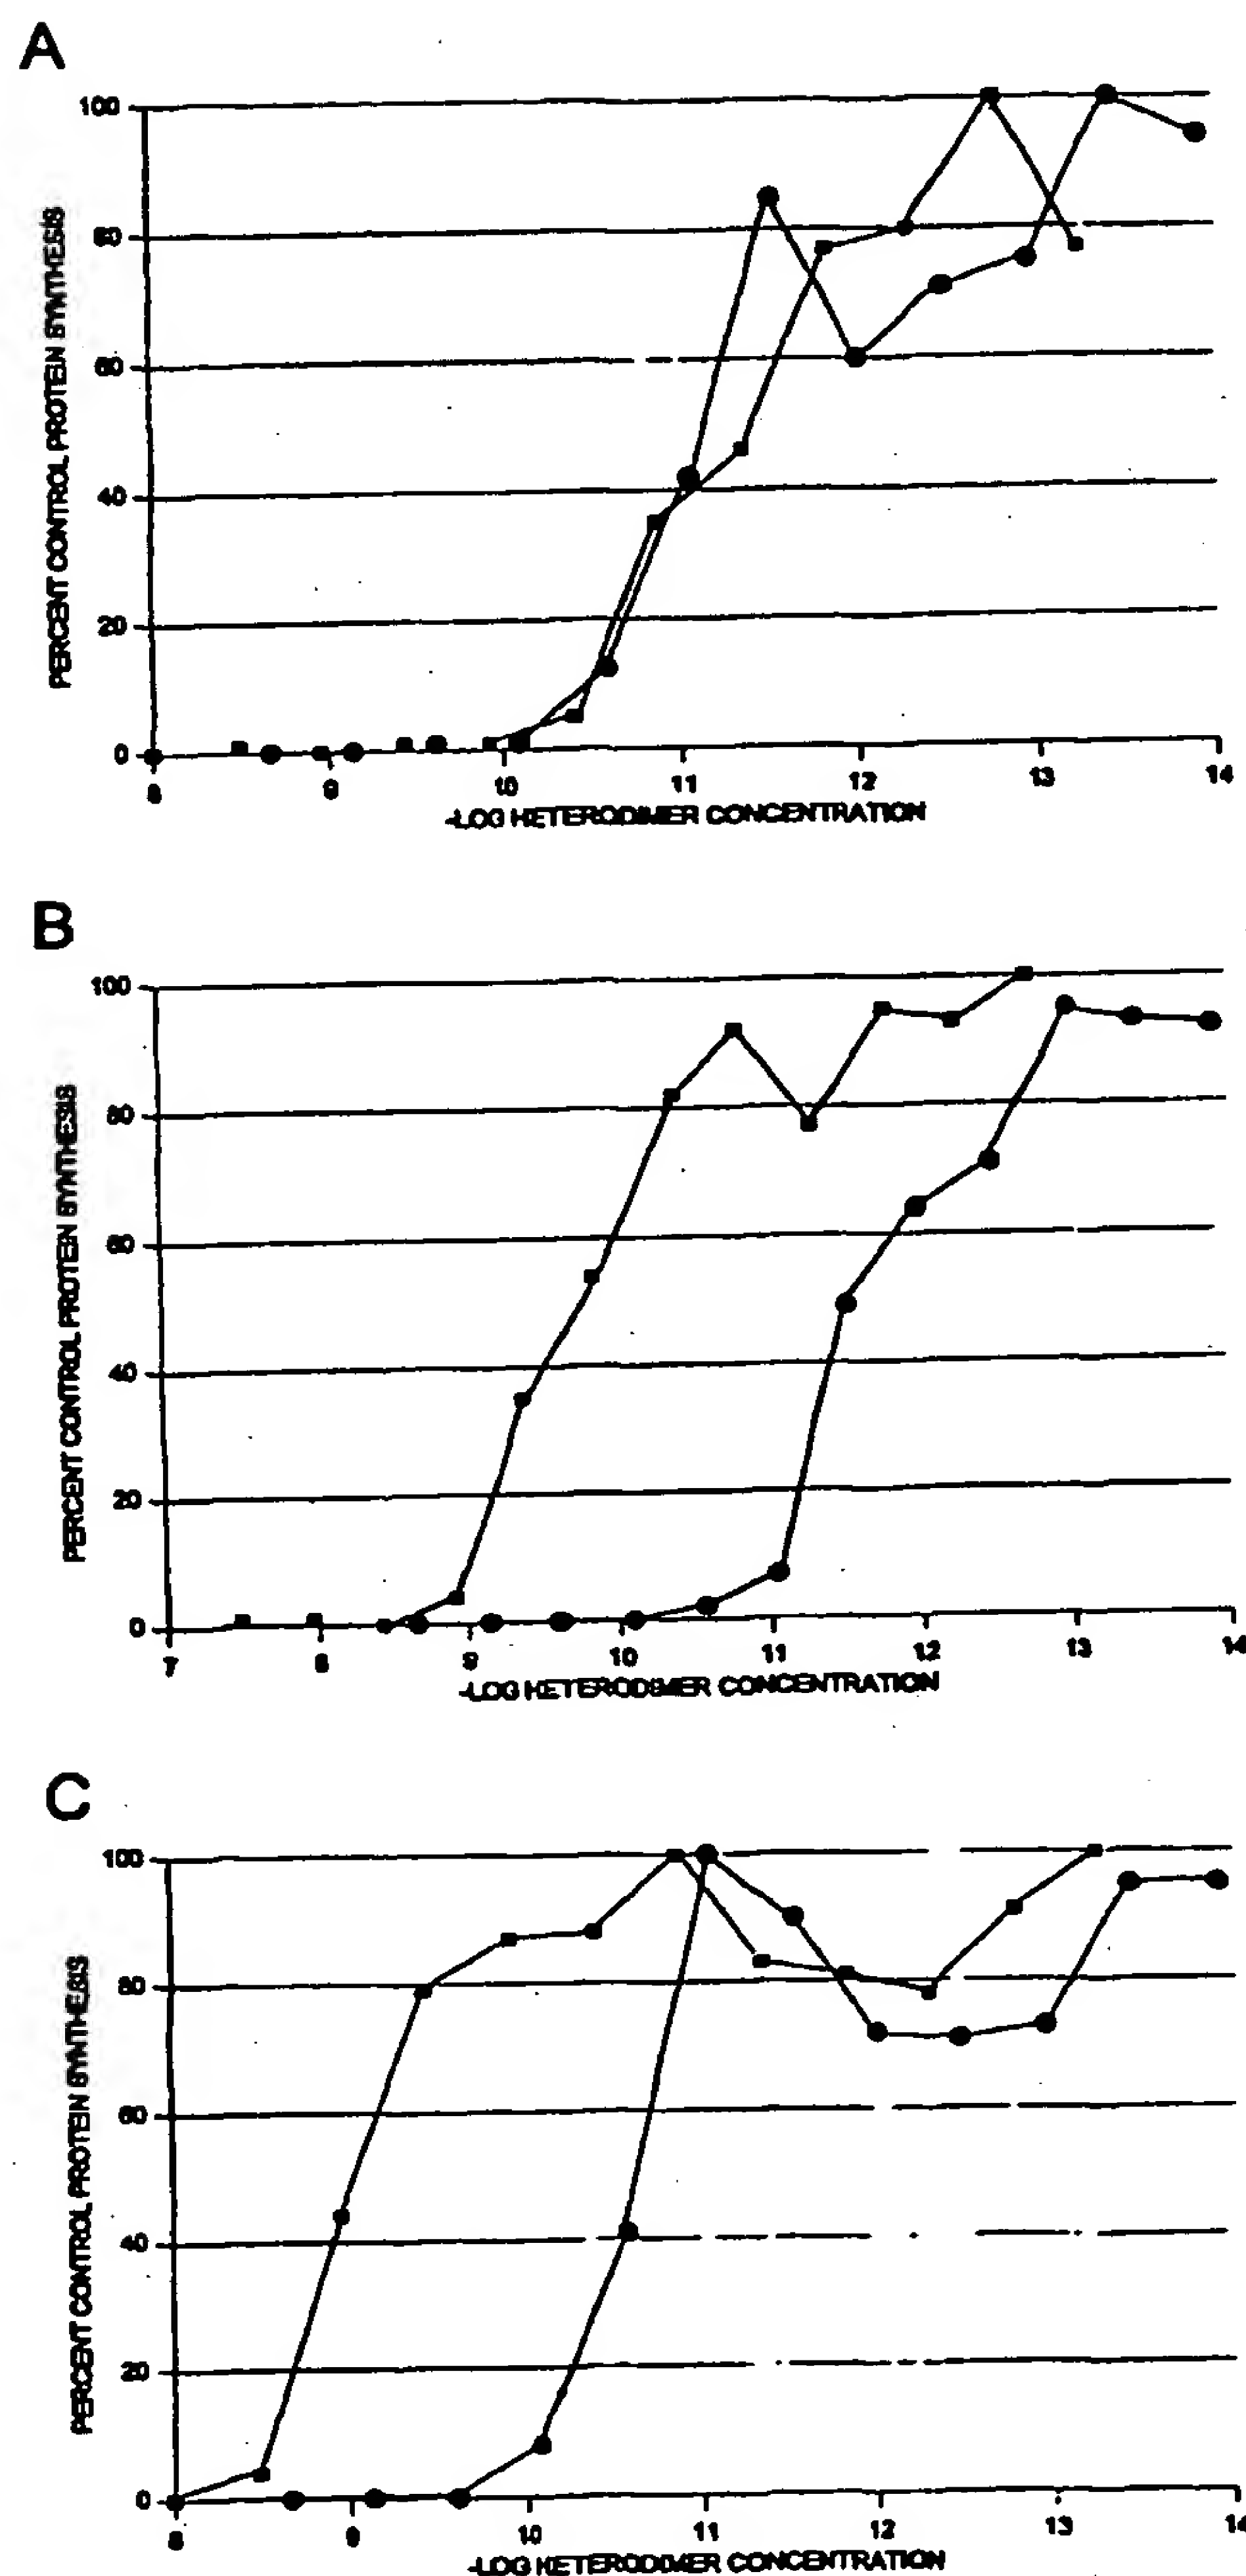 A
100
80
60
40
20
0
PERCENT CONTROL PROTEIN SYNTHESIS
8 9 10 11 12 13 14
-LOG HETERODIMER CONCENTRATION
B
100
80
60
40
20
0
PERCENT CONTROL PROTEIN SYNTHESIS
7 8 9 10 11 12 13 14
-LOG HETERODIMER CONCENTRATION
C
100
80
60
40
20
0
PERCENT CONTROL PROTEIN SYNTHESIS
8 9 10 11 12 13 14
-LOG HETERODIMER CONCENTRATION